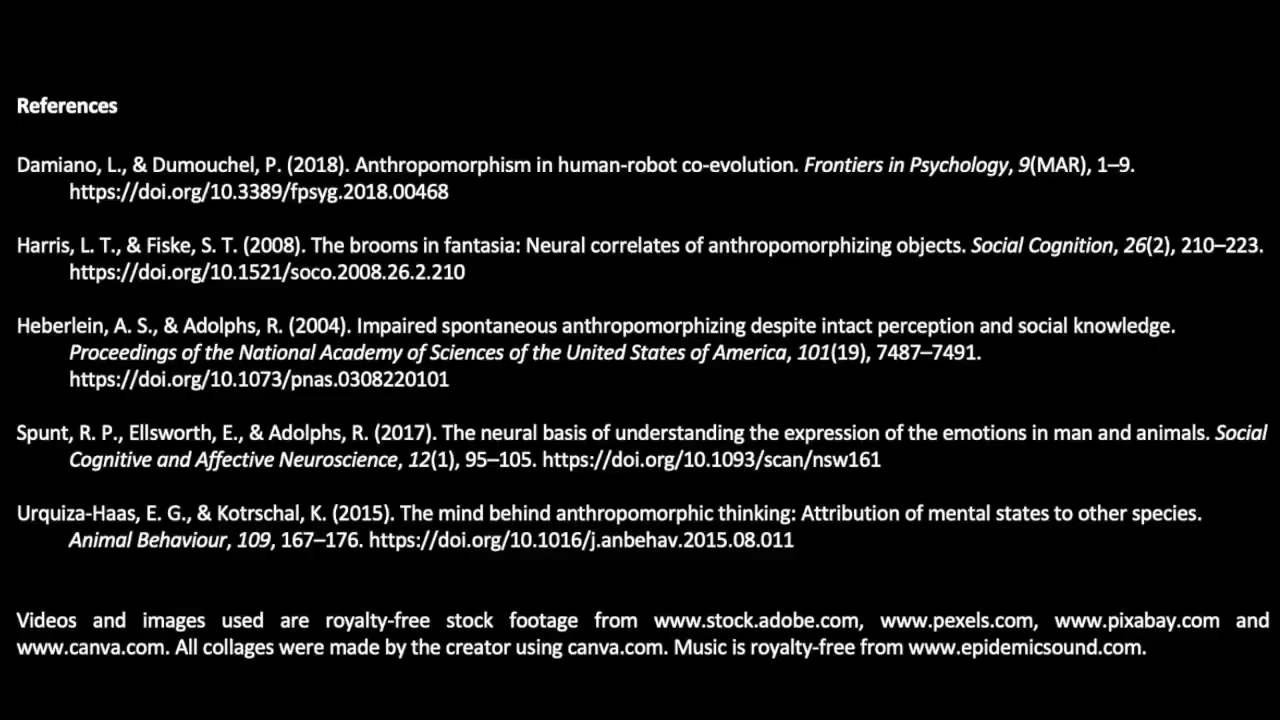 References
Damiano, L., & Dumouchel, P. (2018). Anthropomorphism in human-robot co-evolution. Frontiers in Psychology, 9(MAR), 1–9.
https://doi.org/10.3389/fpsyg.2018.00468
Harris, L. T., & Fiske, S. T. (2008). The brooms in fantasia: Neural correlates of anthropomorphizing objects. Social Cognition, 26(2), 210–223.
https://doi.org/10.1521/soco.2008.26.2.210
Heberlein, A. S., & Adolphs, R. (2004). Impaired spontaneous anthropomorphizing despite intact perception and social knowledge.
Proceedings of the National Academy of Sciences of the United States of America, 101(19), 7487–7491.
https://doi.org/10.1073/pnas.0308220101
Spunt, R. P., Ellsworth, E., & Adolphs, R. (2017). The neural basis of understanding the expression of the emotions in man and animals. Social
Cognitive and Affective Neuroscience, 12(1), 95–105. https://doi.org/10.1093/scan/nsw161
Urquiza-Haas, E. G., & Kotrschal, K. (2015). The mind behind anthropomorphic thinking: Attribution of mental states to other species.
Animal Behaviour, 109, 167–176. https://doi.org/10.1016/j.anbehav.2015.08.011
Videos and images used are royalty-free stock footage from www.stock.adobe.com, www.pexels.com, www.pixabay.com and
www.canva.com. All collages were made by the creator using canva.com. Music is royalty-free from www.epidemicsound.com.